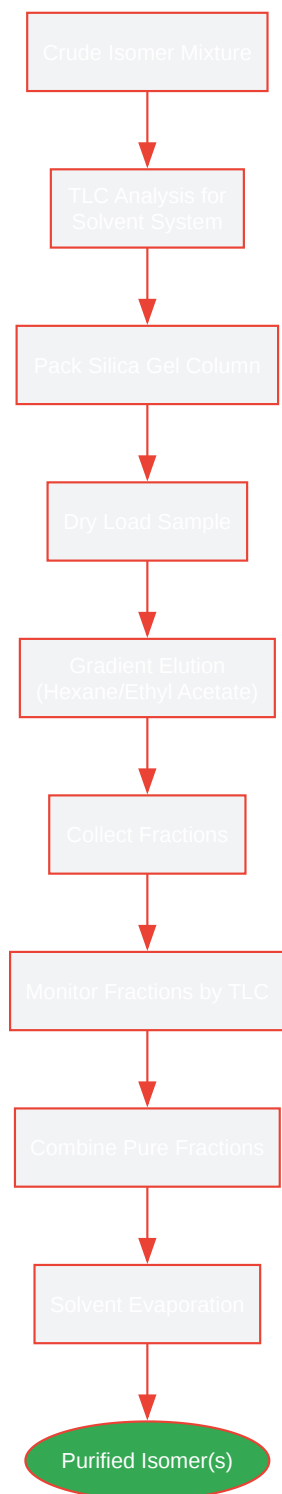 Crude Isomer Mixture
TLC Analysis for
Solvent System
Pack Silica Gel Column
Dry Load Sample
Gradient Elution
(Hexane/Ethyl Acetate)
Collect Fractions
Monitor Fractions by TLC
Combine Pure Fractions
Solvent Evaporation
Purified Isomer(s)